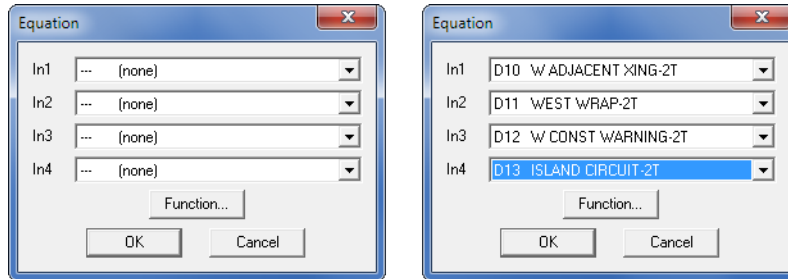 Equation
In1 --- (none)
In2 --- (none)
In3 --- (none)
In4 --- (none)
Function...
OK Cancel
Equation
In1 D10 W ADJACENT XING-2T
In2 D11 WEST WRAP-2T
In3 D12 W CONST WARNING-2T
In4 D13 ISLAND CIRCUIT-2T
Function...
OK Cancel